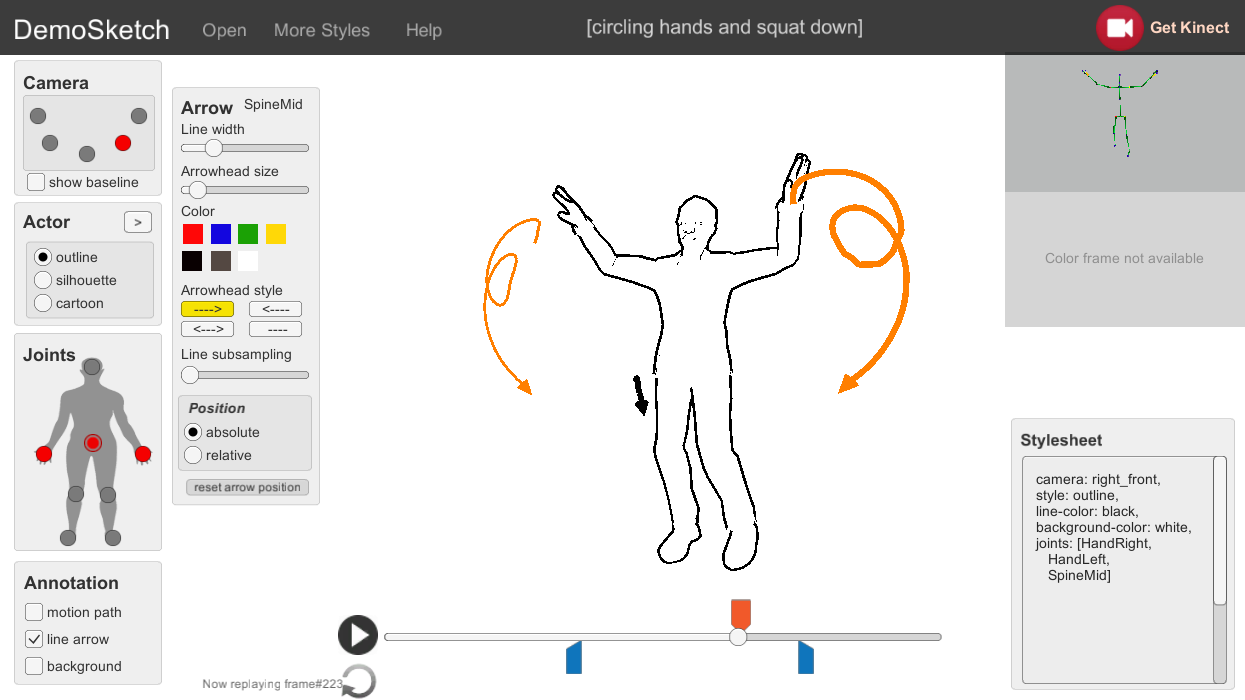 DemoSketch Open More Styles Help [circling hands and squat down] Get Kinect
Camera
show baseline
Actor >
outline
silhouette
cartoon
Joints
Annotation
motion path
line arrow
background
Arrow SpineMid
Line width
Arrowhead size
Color
Arrowhead style
----> <----
<---> ----
Line subsampling
Position
absolute
relative
reset arrow position
Now replaying frame#223
Color frame not available
Stylesheet
camera: right_front,
style: outline,
line-color: black,
background-color: white,
joints: [HandRight,
HandLeft,
SpineMid]